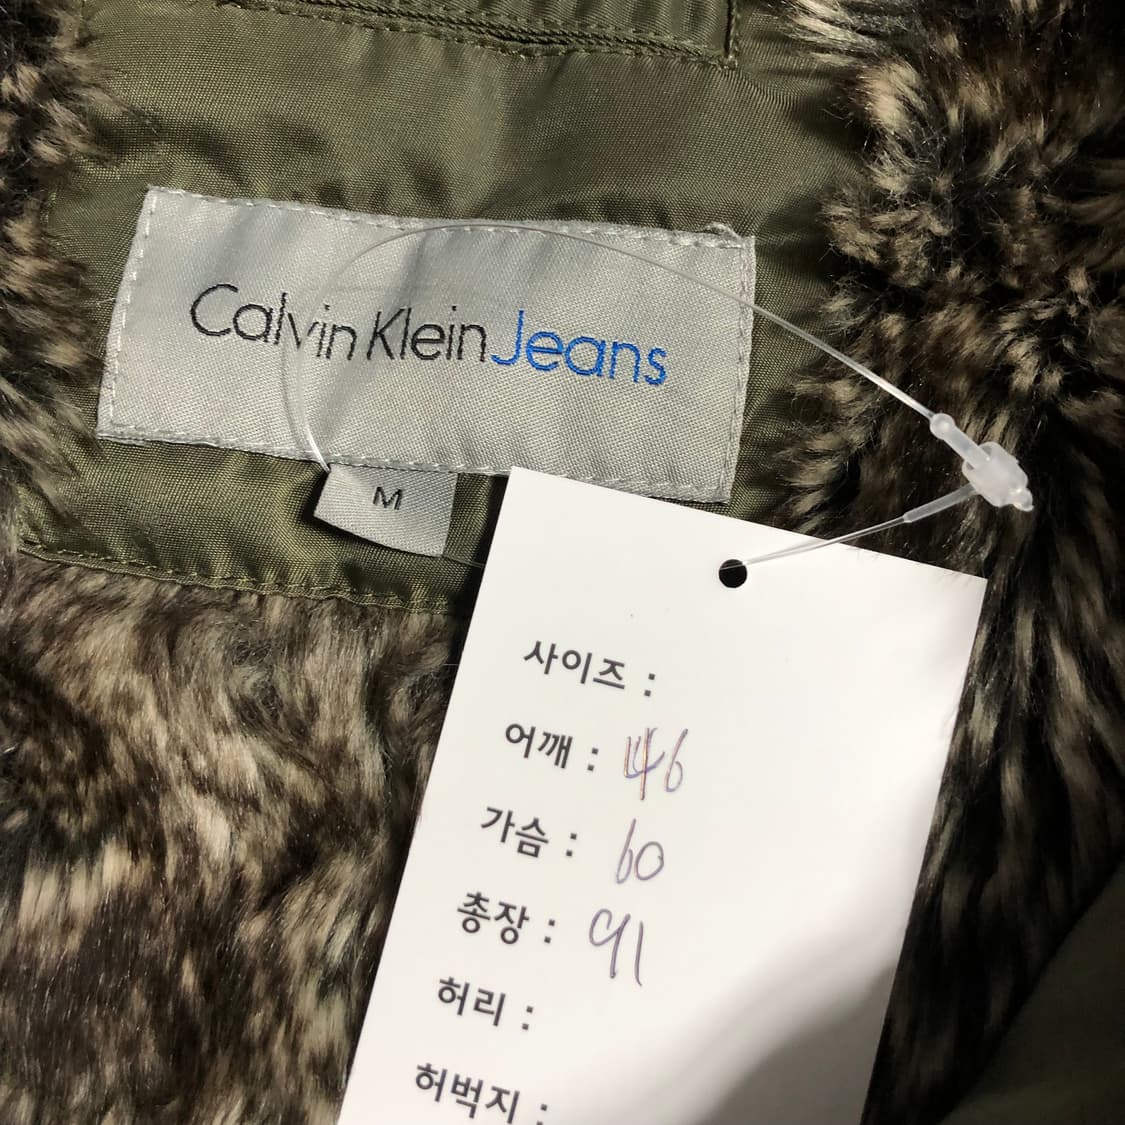 Calvin Klein Jeans
M
사이즈 :
어깨 : 46
가슴 : 60
총장 : 91
허리 :
허벅지 :